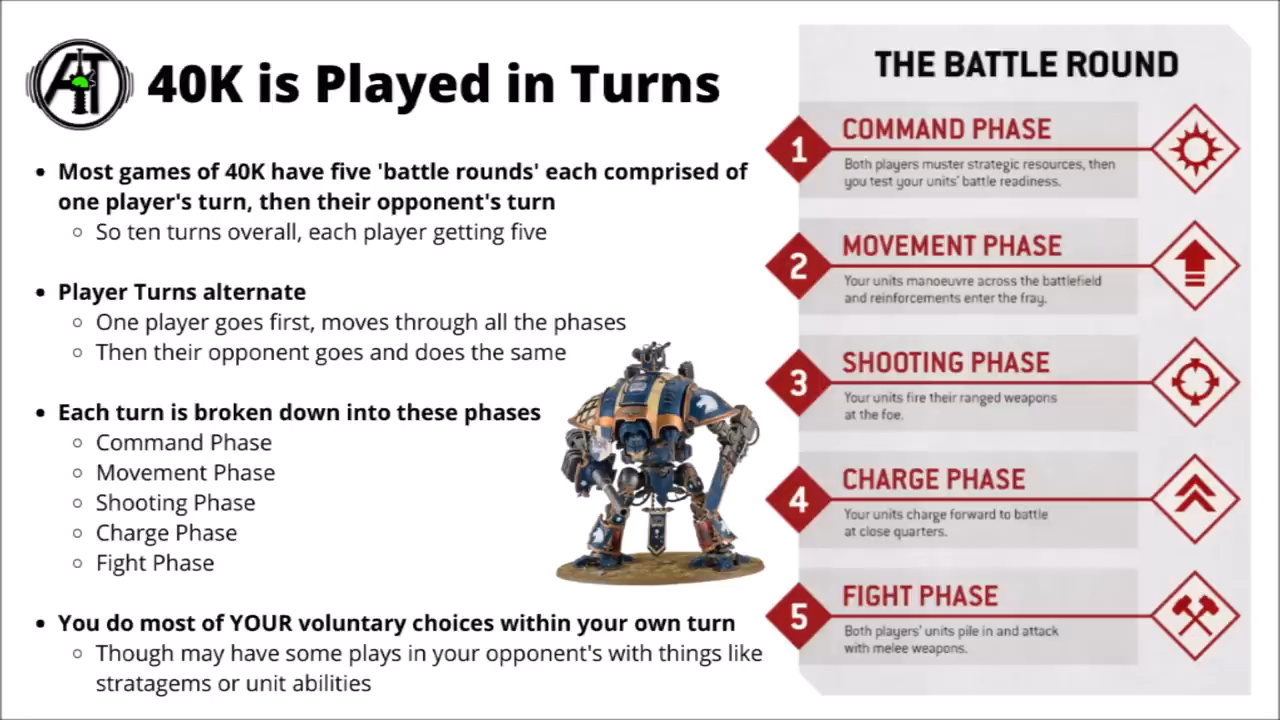 AT
40K is Played in Turns
• Most games of 40K have five 'battle rounds' each comprised of
one player's turn, then their opponent's turn
○ So ten turns overall, each player getting five
• Player Turns alternate
○ One player goes first, moves through all the phases
○ Then their opponent goes and does the same
• Each turn is broken down into these phases
○ Command Phase
○ Movement Phase
○ Shooting Phase
○ Charge Phase
○ Fight Phase
• You do most of YOUR voluntary choices within your own turn
○ Though may have some plays in your opponent's with things like
stratagems or unit abilities
THE BATTLE ROUND
1
COMMAND PHASE
Both players muster strategic resources, then
you test your units' battle readiness.
2
MOVEMENT PHASE
Your units manoeuvre across the battlefield
and reinforcements enter the fray.
3
SHOOTING PHASE
Your units fire their ranged weapons
at the foe.
4
CHARGE PHASE
Your units charge forward to battle
at close quarters.
5
FIGHT PHASE
Both players' units pile in and attack
with melee weapons.